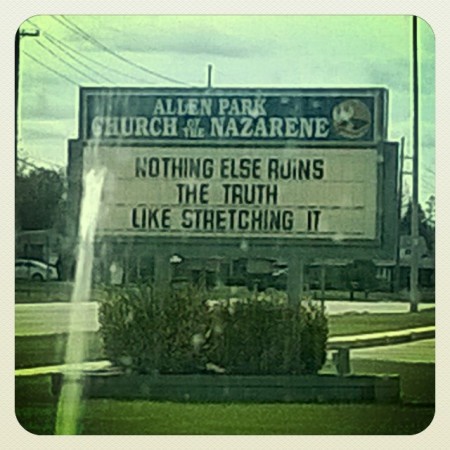 ALLEN PARK
CHURCH OF THE NAZARENE
NOTHING ELSE RUINS
THE TRUTH
LIKE STRETCHING IT